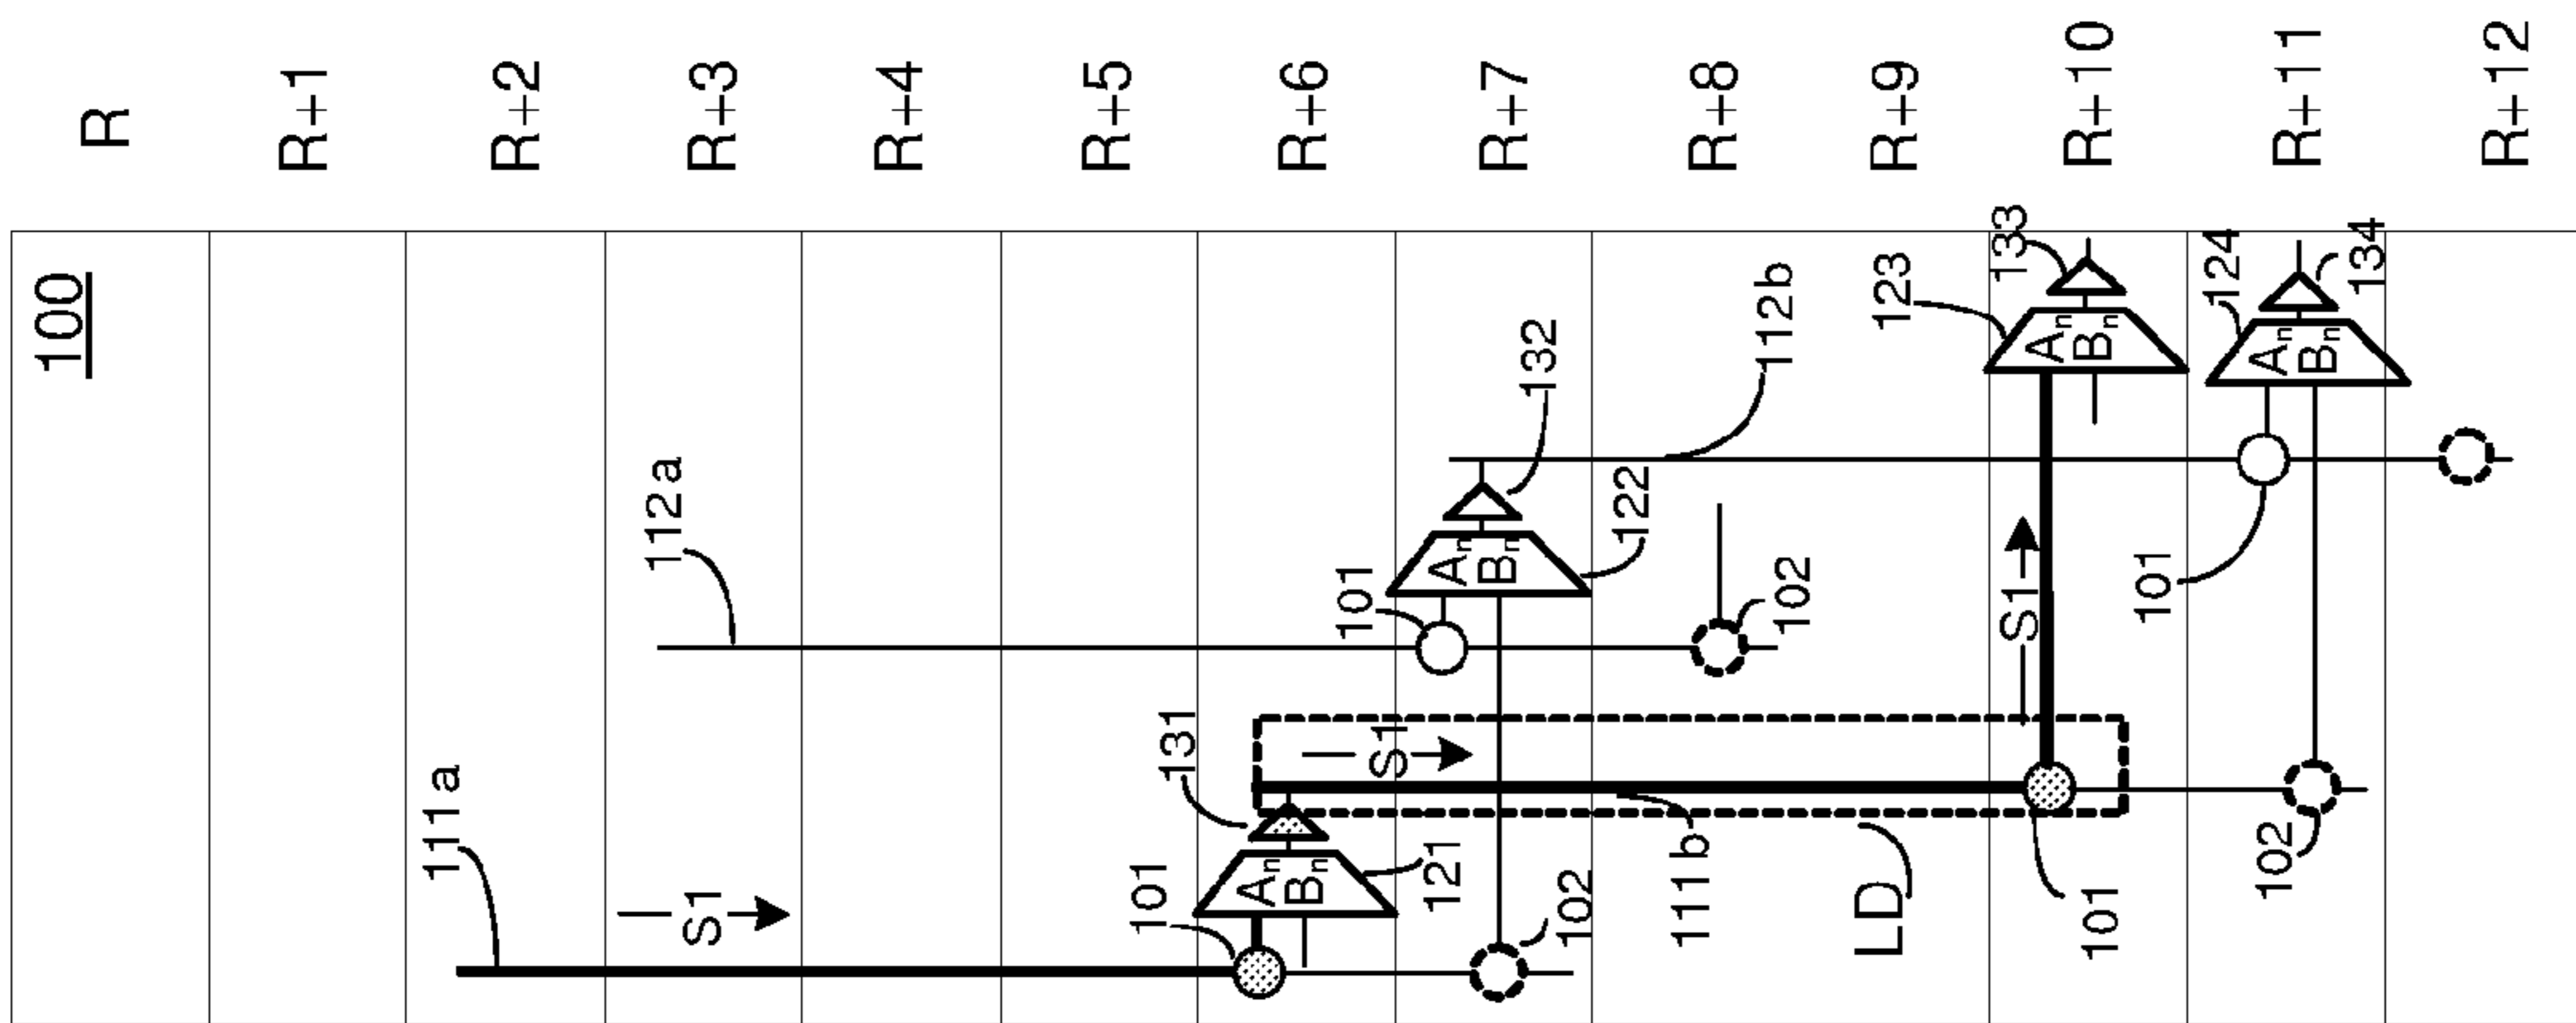 100
R
R+1
R+2
R+3
R+4
R+5
R+6
R+7
R+8
R+9
R+10
R+11
R+12
111a
S1
112a
101
131
An
Bn
121
S1
102
111b
LD
101
132
An
Bn
122
102
112b
123
133
An
Bn
S1
101
124
134
An
Bn
101
102